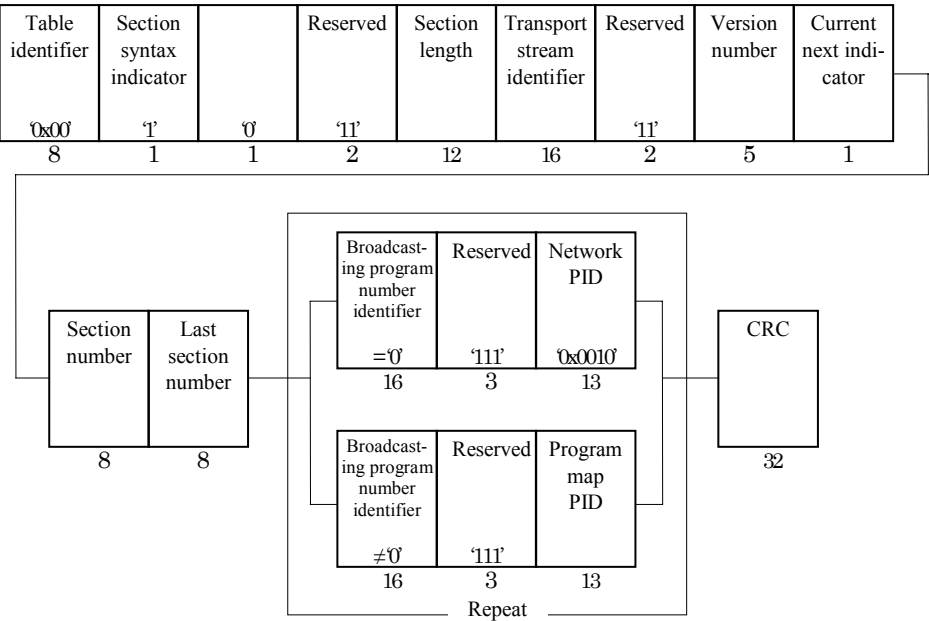 Table
identifier
‘0x00’
8
Section
syntax
indicator
‘1’
1
‘0’
1
Reserved
‘11’
2
Section
length
12
Transport
stream
identifier
16
Reserved
‘11’
2
Version
number
5
Current
next indi-
cator
1
Section
number
8
Last
section
number
8
Broadcast-
ing program
number
identifier
=‘0’
16
Reserved
‘111’
3
Network
PID
‘0x0010’
13
Broadcast-
ing program
number
identifier
≠‘0’
16
Reserved
‘111’
3
Program
map
PID
13
Repeat
CRC
32